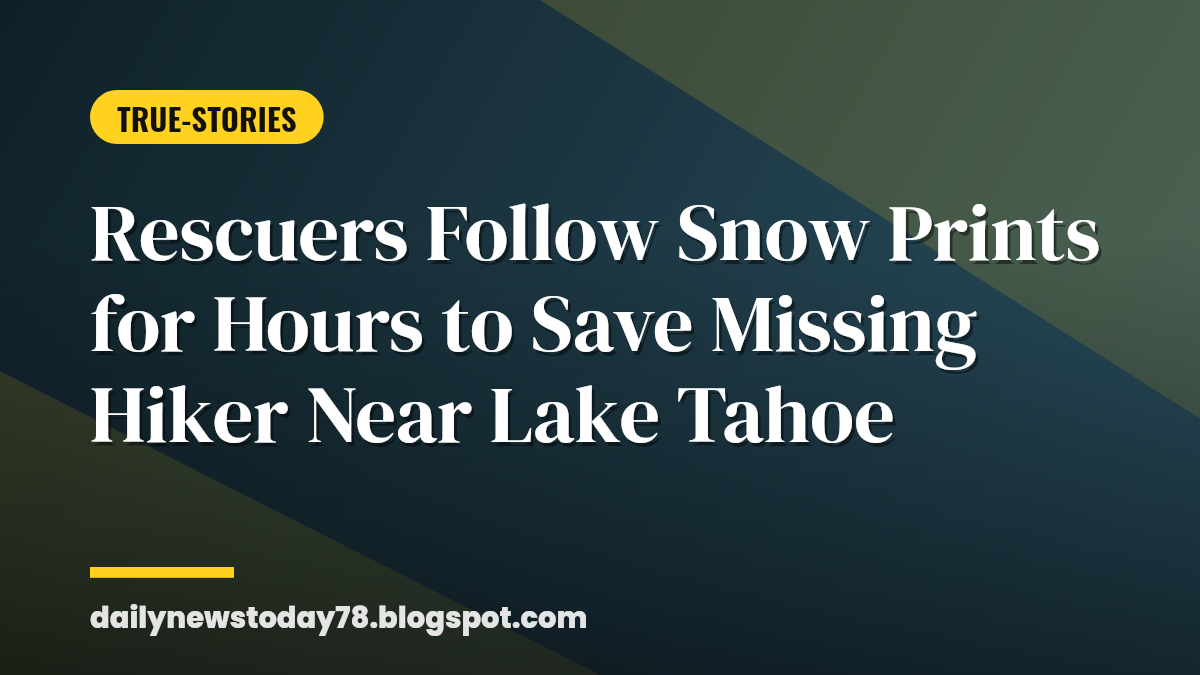 TRUE-STORIES
Rescuers Follow Snow Prints
for Hours to Save Missing
Hiker Near Lake Tahoe
dailynewstoday78.blogspot.com